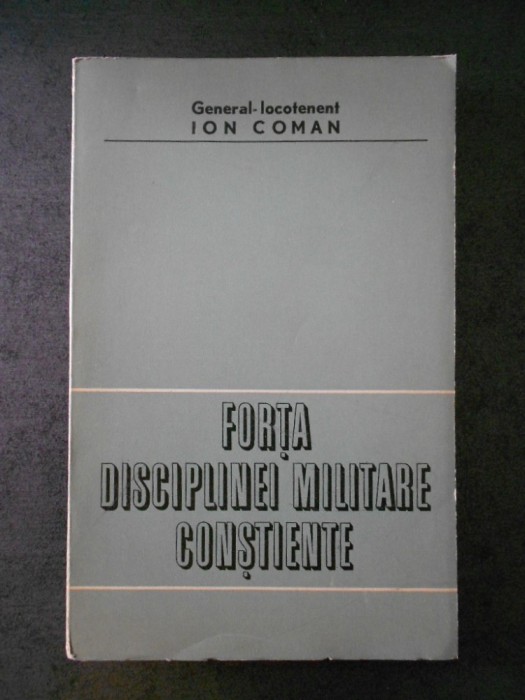 General-locotenent
ION COMAN
FORȚA
DISCIPLINEI MILITARE
CONȘTIENTE